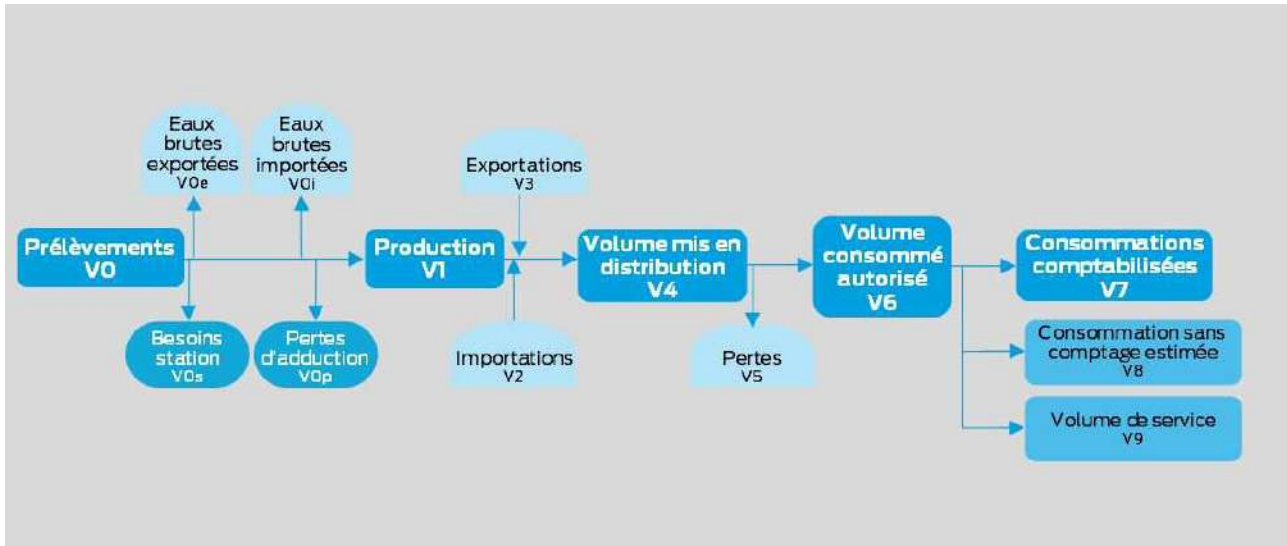 Eaux
brutes
exportées
V0e
Eaux
brutes
importées
V0i
Exportations
V3
Prélèvements
V0
Production
V1
Volume mis en
distribution
V4
Volume
consommé
autorisé
V6
Consommations
comptabilisées
V7
Besoins
station
V0s
Pertes
d'adduction
V0p
Importations
V2
Pertes
V5
Consommation sans
comptage estimée
V8
Volume de service
V9